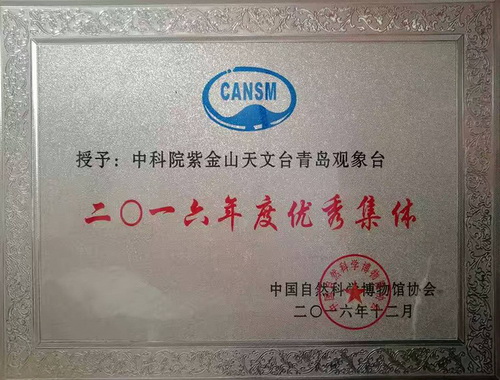 CANSM
授予：中科院紫金山天文台青岛观象台
二〇一六年度优秀集体
中国自然科学博物馆协会
二〇一六年十二月